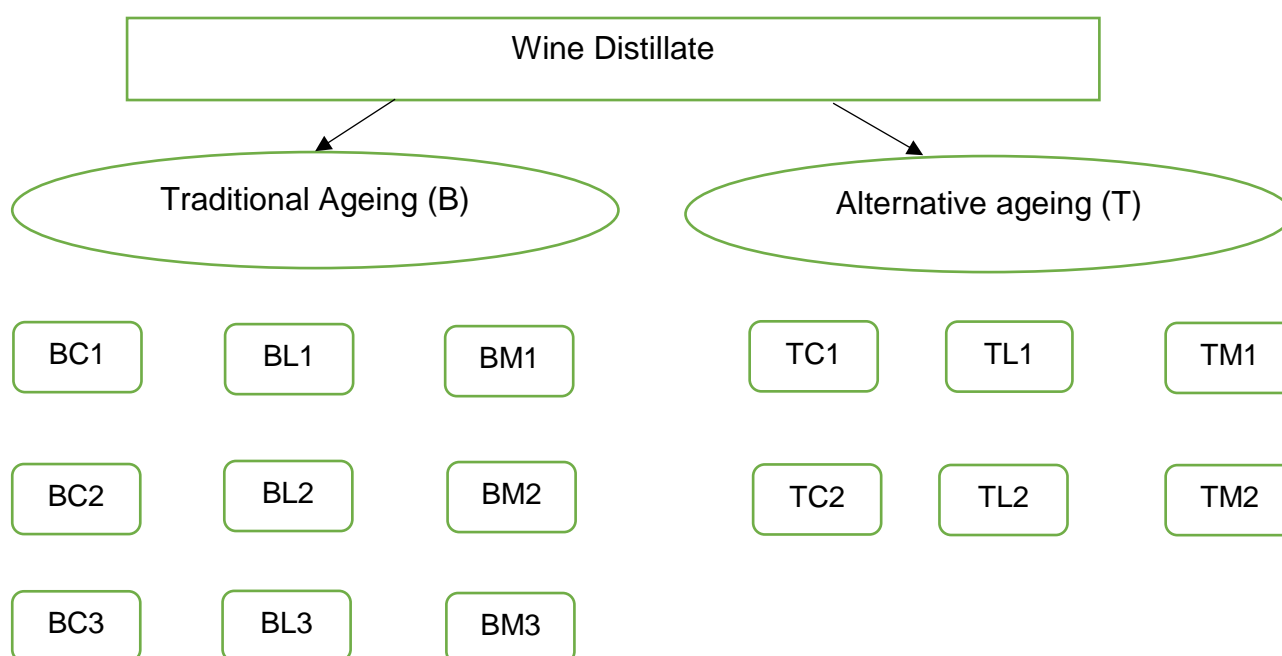 Wine Distillate
Traditional Ageing (B)
Alternative ageing (T)
BC1
BL1
BM1
TC1
TL1
TM1
BC2
BL2
BM2
TC2
TL2
TM2
BC3
BL3
BM3